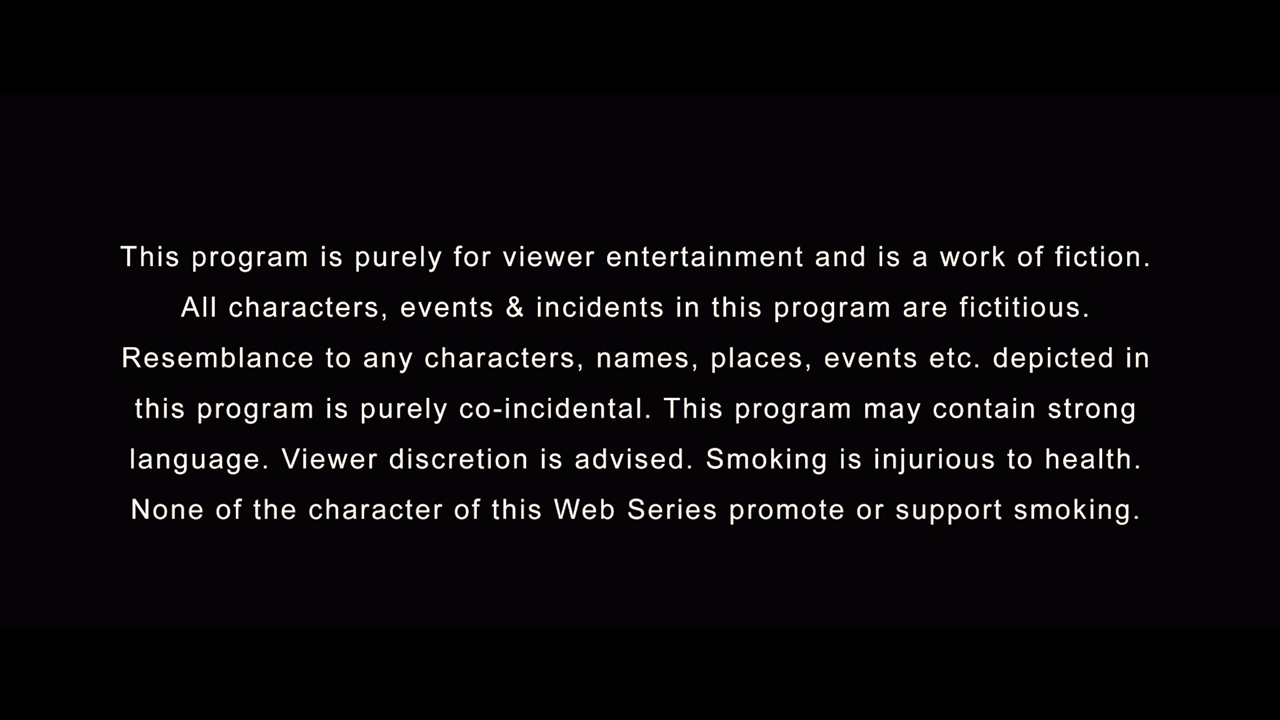 This program is purely for viewer entertainment and is a work of fiction.
All characters, events & incidents in this program are fictitious.
Resemblance to any characters, names, places, events etc. depicted in
this program is purely co-incidental. This program may contain strong
language. Viewer discretion is advised. Smoking is injurious to health.
None of the character of this Web Series promote or support smoking.